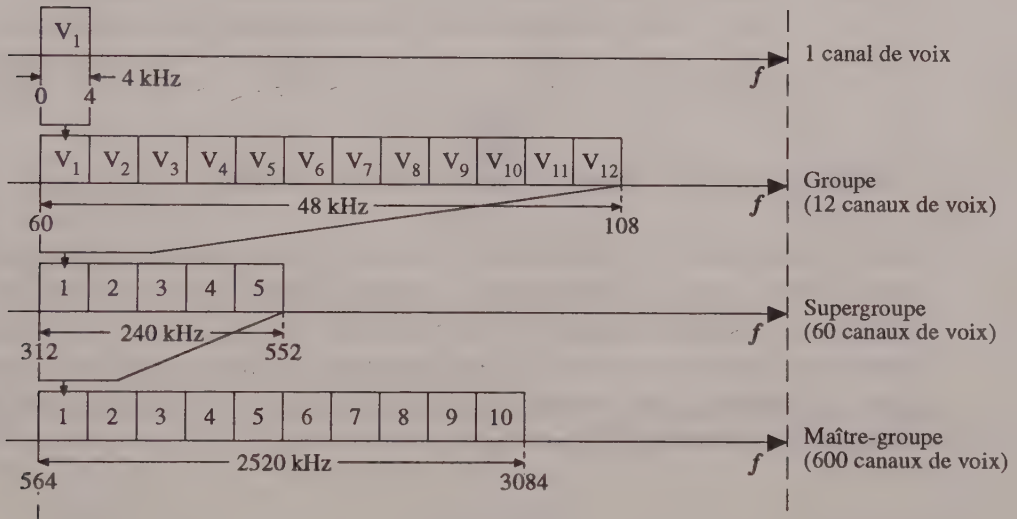 V1
f
1 canal de voix
4 kHz
0 4
V1 V2 V3 V4 V5 V6 V7 V8 V9 V10 V11 V12
f
Groupe
(12 canaux de voix)
48 kHz
60 108
1 2 3 4 5
f
Supergroupe
(60 canaux de voix)
240 kHz
312 552
1 2 3 4 5 6 7 8 9 10
f
Maître-groupe
(600 canaux de voix)
2520 kHz
564 3084